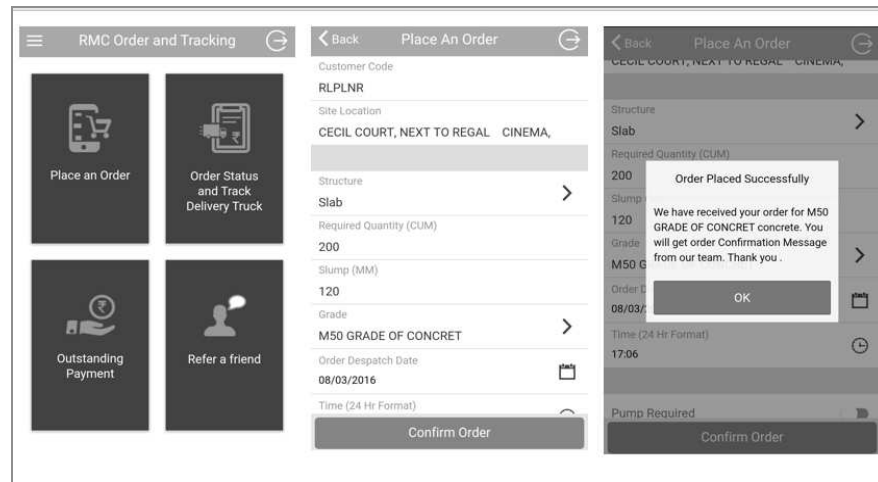 RMC Order and Tracking
Place an Order
Order Status
and Track
Delivery Truck
Outstanding
Payment
Refer a friend
Back Place An Order
Customer Code
RLPLNR
Site Location
CECIL COURT, NEXT TO REGAL CINEMA,
Structure
Slab
Required Quantity (CUM)
200
Slump (MM)
120
Grade
M50 GRADE OF CONCRET
Order Despatch Date
08/03/2016
Time (24 Hr Format)
Confirm Order
Back Place An Order
CECIL COURT, NEXT TO REGAL CINEMA,
Structure
Slab
Required Quantity (CUM)
200
Slump
120
Grade
M50 G
Order D
08/03/
Time (24 Hr Format)
17:06
Pump Required
Confirm Order
Order Placed Successfully
We have received your order for M50
GRADE OF CONCRET concrete. You
will get order Confirmation Message
from our team. Thank you .
OK